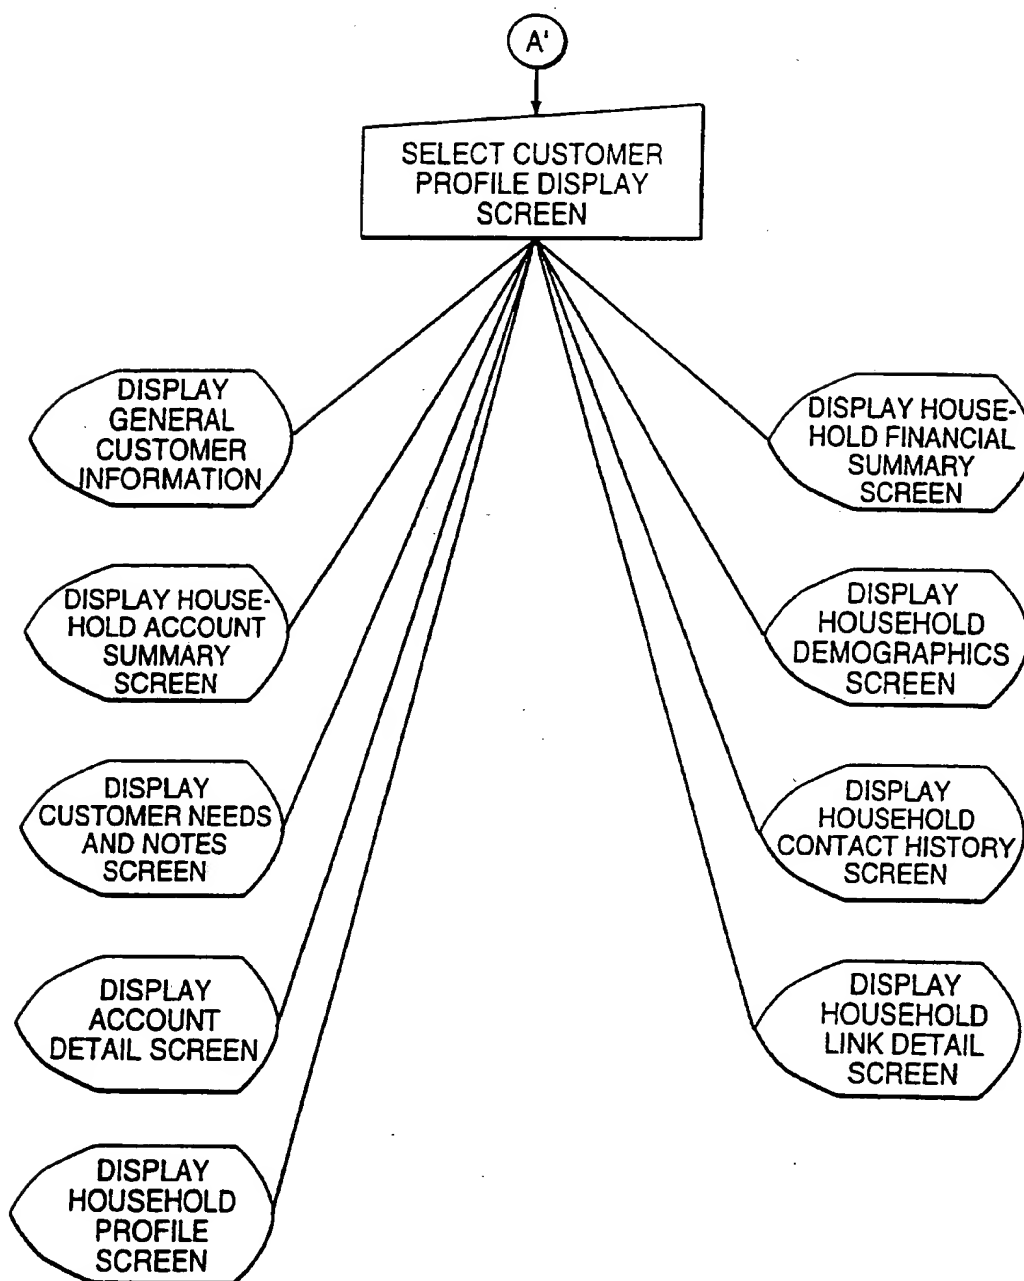 A'
SELECT CUSTOMER
PROFILE DISPLAY
SCREEN
DISPLAY
GENERAL
CUSTOMER
INFORMATION
DISPLAY HOUSE-
HOLD ACCOUNT
SUMMARY
SCREEN
DISPLAY
CUSTOMER NEEDS
AND NOTES
SCREEN
DISPLAY
ACCOUNT
DETAIL SCREEN
DISPLAY
HOUSEHOLD
PROFILE
SCREEN
DISPLAY HOUSE-
HOLD FINANCIAL
SUMMARY
SCREEN
DISPLAY
HOUSEHOLD
DEMOGRAPHICS
SCREEN
DISPLAY
HOUSEHOLD
CONTACT HISTORY
SCREEN
DISPLAY
HOUSEHOLD
LINK DETAIL
SCREEN